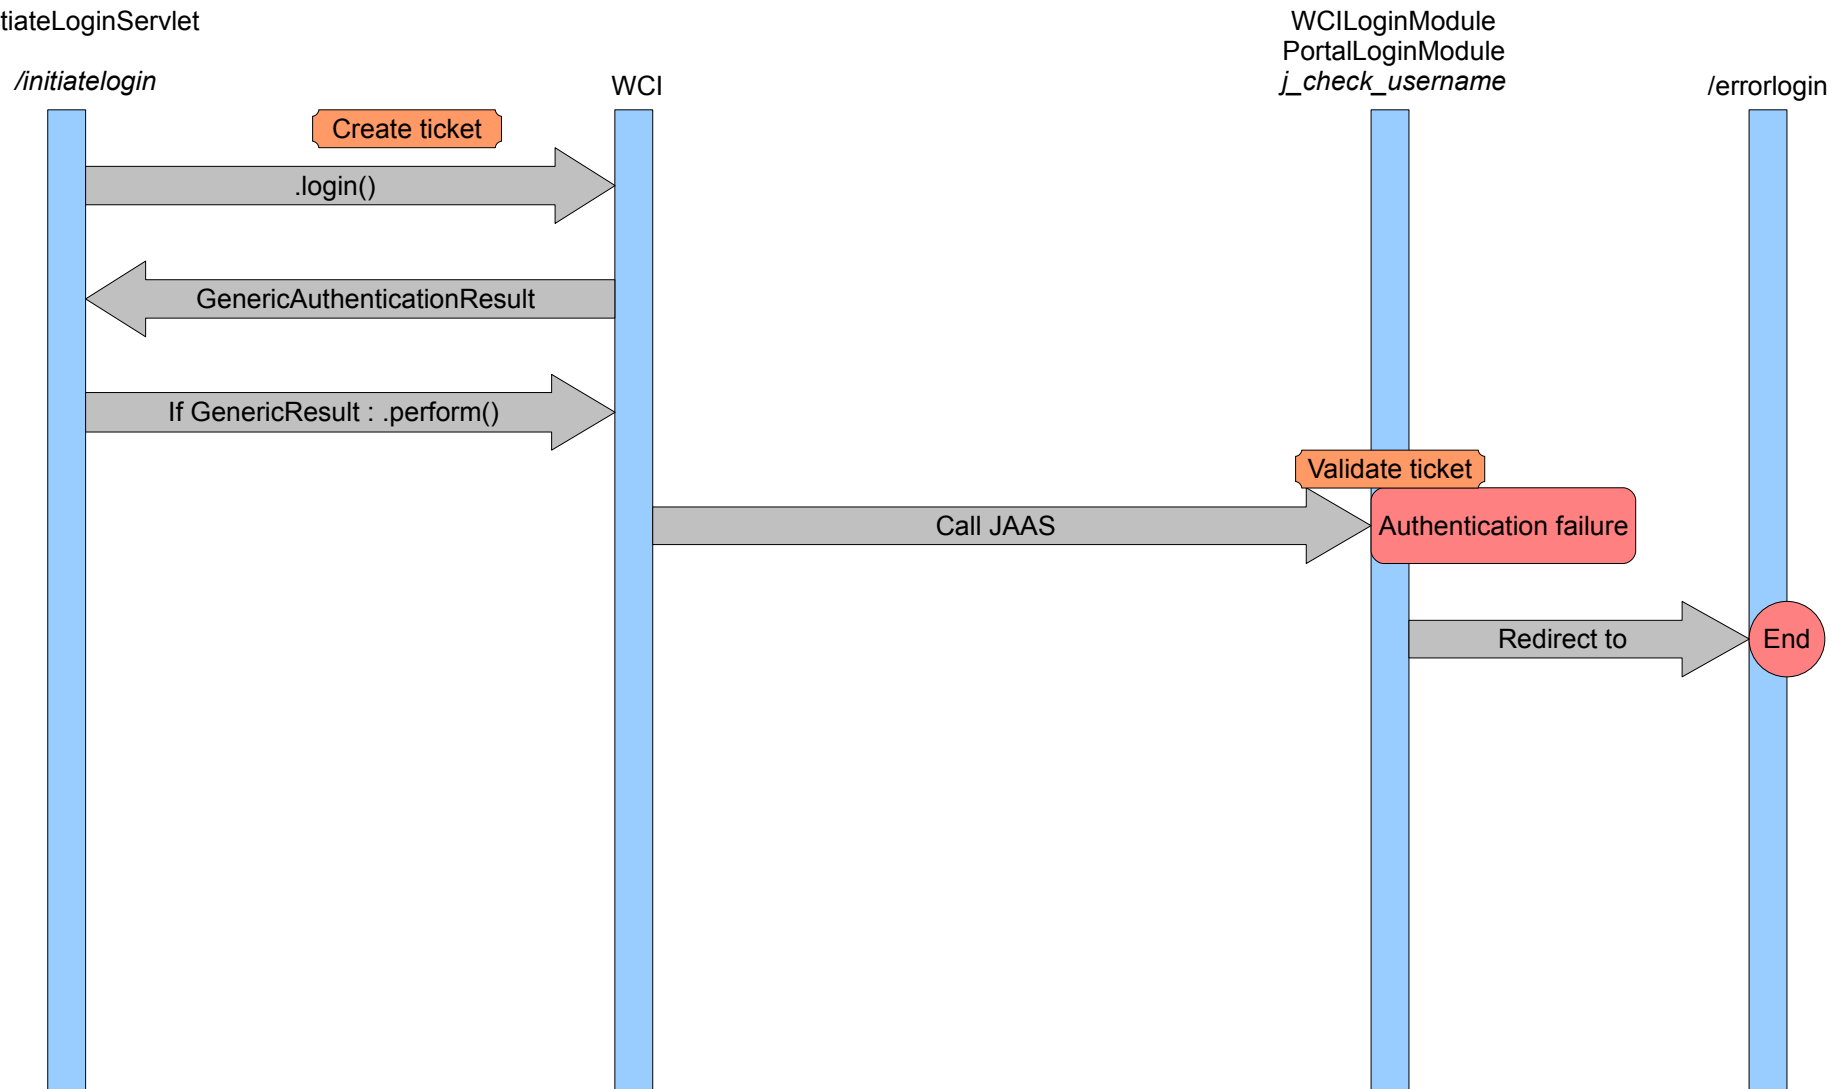 tiateLoginServlet
/initiatelogin
WCI
WCILoginModule
PortalLoginModule
j_check_username
/errorlogin
Create ticket
.login()
GenericAuthenticationResult
If GenericResult : .perform()
Validate ticket
Call JAAS
Authentication failure
Redirect to
End